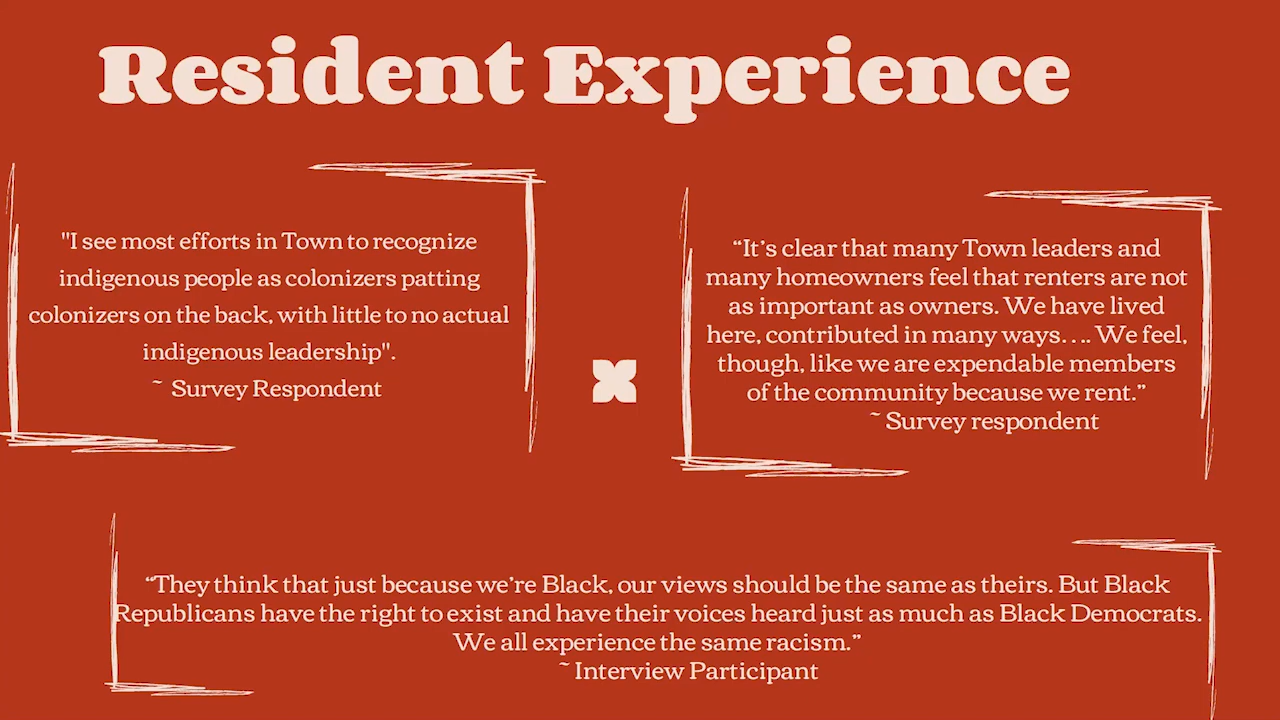 Resident Experience
"I see most efforts in Town to recognize
indigenous people as colonizers patting
colonizers on the back, with little to no actual
indigenous leadership".
~ Survey Respondent
“It’s clear that many Town leaders and
many homeowners feel that renters are not
as important as owners. We have lived
here, contributed in many ways. . .. We feel,
though, like we are expendable members
of the community because we rent.”
~ Survey respondent
“They think that just because we’re Black, our views should be the same as theirs. But Black
Republicans have the right to exist and have their voices heard just as much as Black Democrats.
We all experience the same racism.”
~ Interview Participant